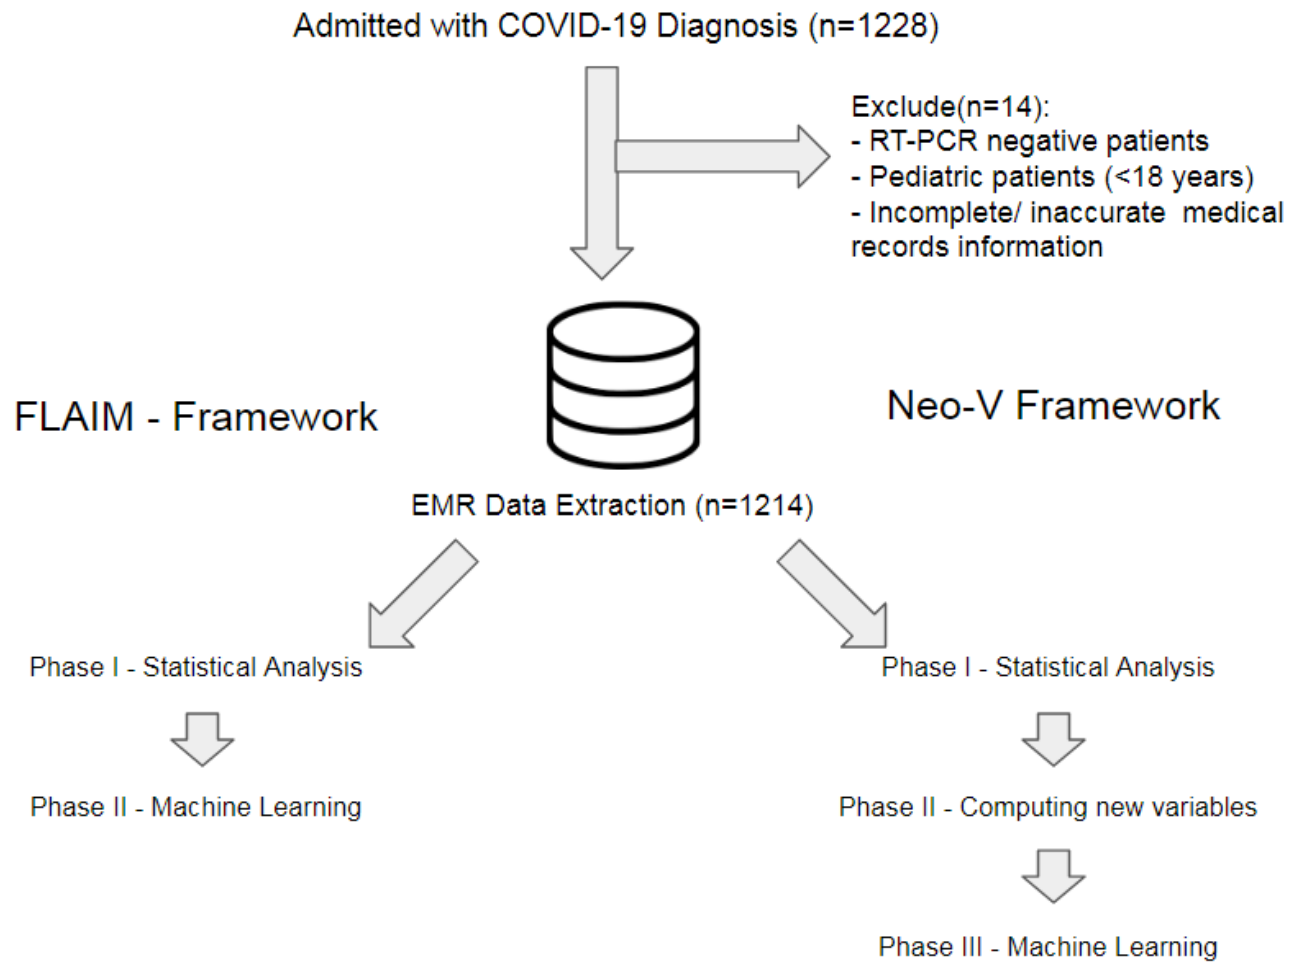 Admitted with COVID-19 Diagnosis (n=1228)
Exclude(n=14):
- RT-PCR negative patients
- Pediatric patients (<18 years)
- Incomplete/ inaccurate  medical
records information
FLAIM - Framework
Neo-V Framework
EMR Data Extraction (n=1214)
Phase I - Statistical Analysis
Phase II - Machine Learning
Phase I - Statistical Analysis
Phase II - Computing new variables
Phase III - Machine Learning